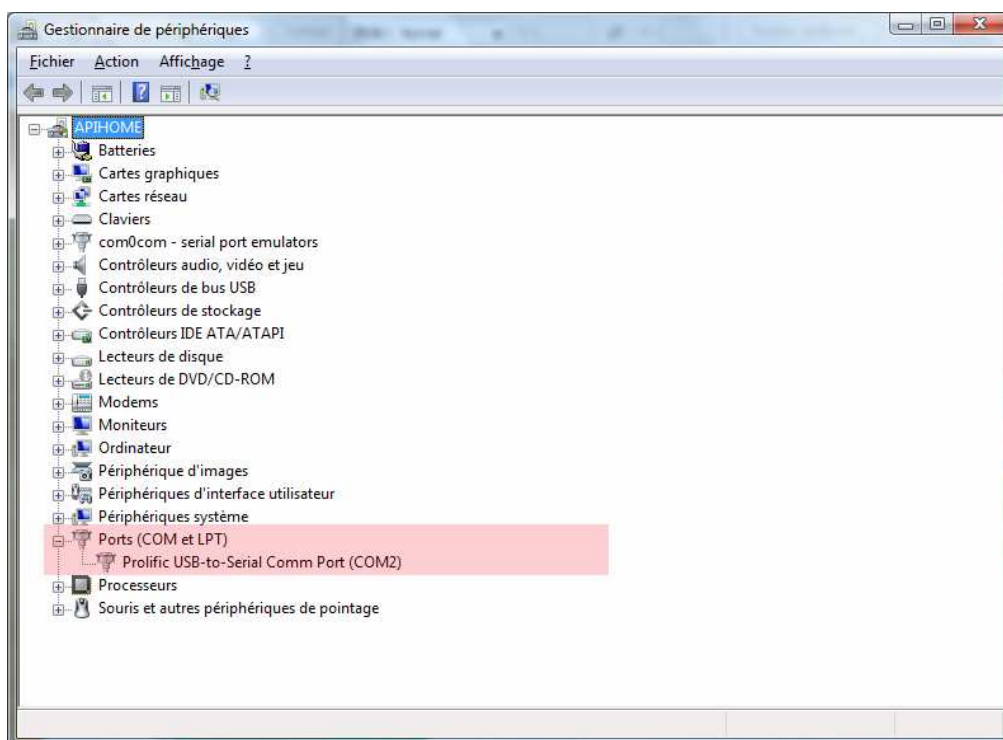 Gestionnaire de périphériques
Fichier Action Affichage ?
APIHOME
Batteries
Cartes graphiques
Cartes réseau
Claviers
com0com - serial port emulators
Contrôleurs audio, vidéo et jeu
Contrôleurs de bus USB
Contrôleurs de stockage
Contrôleurs IDE ATA/ATAPI
Lecteurs de disque
Lecteurs de DVD/CD-ROM
Modems
Moniteurs
Ordinateur
Périphérique d'images
Périphériques d'interface utilisateur
Périphériques système
Ports (COM et LPT)
Prolific USB-to-Serial Comm Port (COM2)
Processeurs
Souris et autres périphériques de pointage